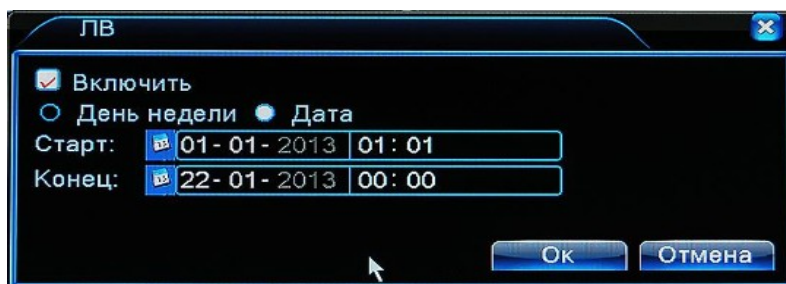 ЛВ
Включить
День недели Дата
Старт: 01-01-2013 01:01
Конец: 22-01-2013 00:00
Ок Отмена